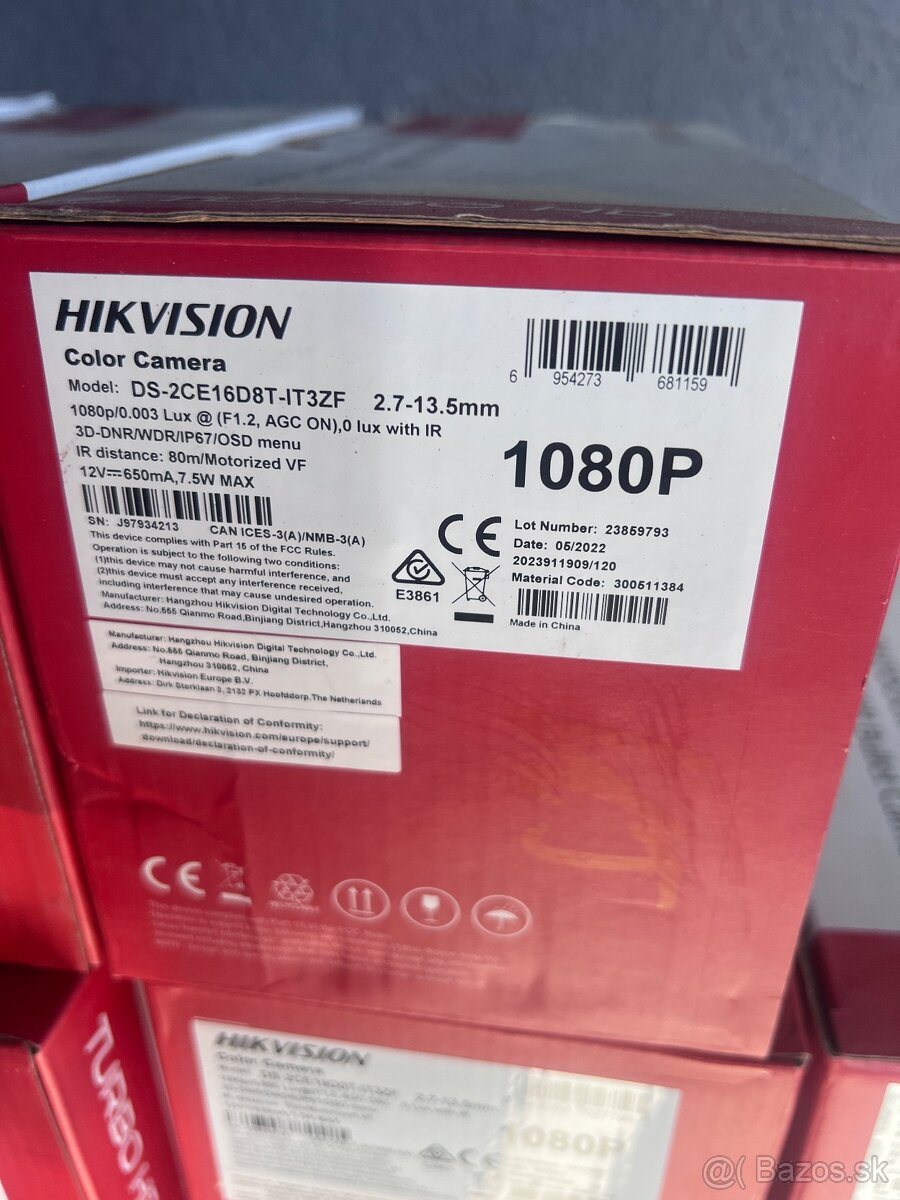 TURBO HD
HIKVISION
Color Camera
Model: DS-2CE16D8T-IT3ZF 2.7-13.5mm
1080p/0.003 Lux @ (F1.2, AGC ON),0 lux with IR
3D-DNR/WDR/IP67/OSD menu
IR distance: 80m/Motorized VF
12V⎓650mA,7.5W MAX
SN: J97934213 CAN ICES-3(A)/NMB-3(A)
This device complies with Part 15 of the FCC Rules.
Operation is subject to the following two conditions:
(1)this device may not cause harmful interference, and
(2)this device must accept any interference received,
including interference that may cause undesired operation.
Manufacturer: Hangzhou Hikvision Digital Technology Co.,Ltd.
Address: No.555 Qianmo Road,Binjiang District,Hangzhou 310052,China
6 954273 681159
1080P
CE
E3861
Lot Number: 23859793
Date: 05/2022
2023911909/120
Material Code: 300511384
Made in China
Manufacturer: Hangzhou Hikvision Digital Technology Co.,Ltd.
Address: No.555 Qianmo Road, Binjiang District,
Hangzhou 310052, China
Importer: Hikvision Europe B.V.
Address: Dirk Storklaan 3, 2132 PX Hoofddorp,The Netherlands
Link for Declaration of Conformity:
https://www.hikvision.com/europe/support/
download/declaration-of-conformity/
CE
TURBO H
HIKVISION
Color Camera
2.7-13.5mm
1080P
CE
@ Bazos.sk